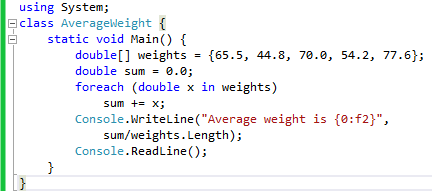 using System;
class AverageWeight {
    static void Main() {
        double[] weights = {65.5, 44.8, 70.0, 54.2, 77.6};
        double sum = 0.0;
        foreach (double x in weights)
            sum += x;
        Console.WriteLine("Average weight is {0:f2}",
            sum/weights.Length);
        Console.ReadLine();
    }
}